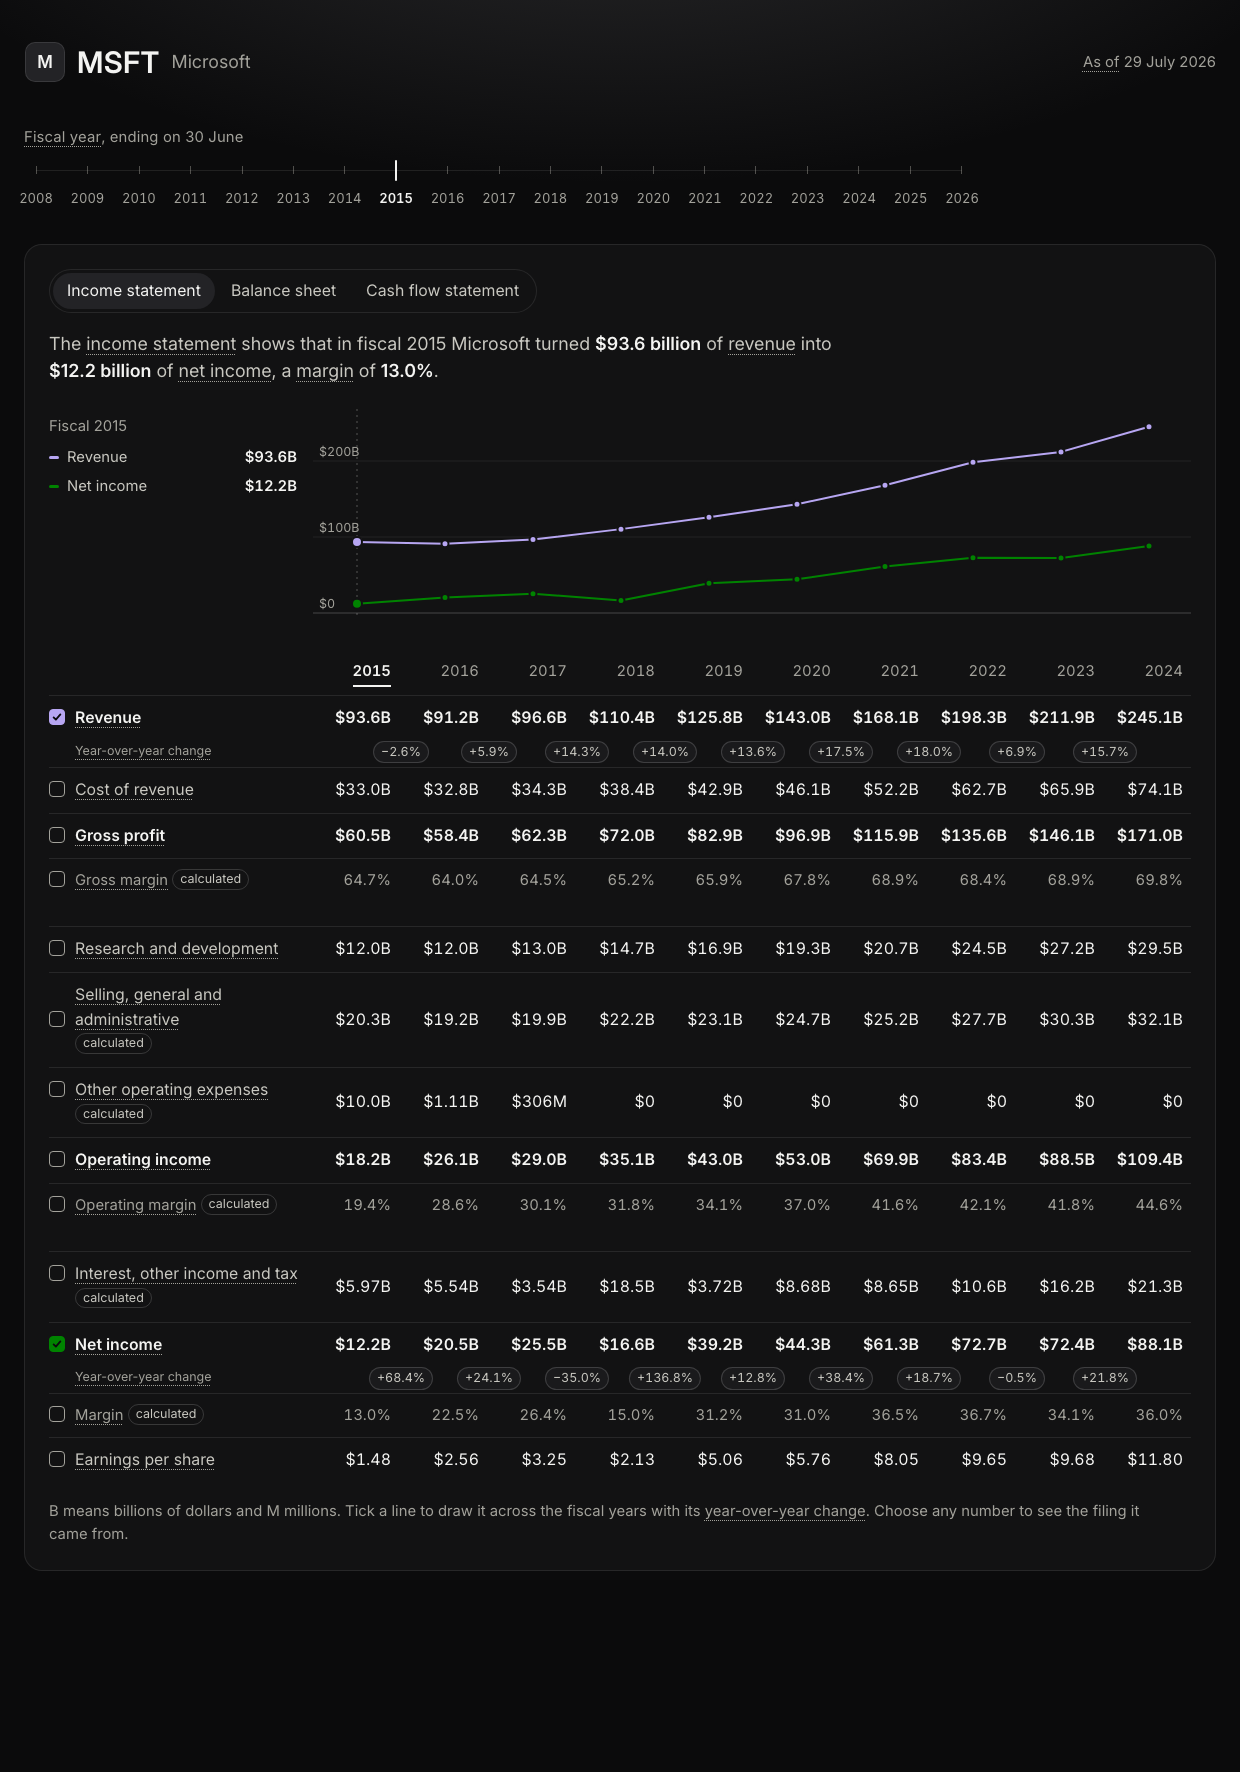 M MSFT Microsoft
As of 29 July 2026
Fiscal year, ending on 30 June
2008 2009 2010 2011 2012 2013 2014 2015 2016 2017 2018 2019 2020 2021 2022 2023 2024 2025 2026
Income statement Balance sheet Cash flow statement
The income statement shows that in fiscal 2015 Microsoft turned $93.6 billion of revenue into
$12.2 billion of net income, a margin of 13.0%.
Fiscal 2015
Revenue $93.6B
Net income $12.2B
$200B
$100B
$0
2015 2016 2017 2018 2019 2020 2021 2022 2023 2024
Revenue $93.6B $91.2B $96.6B $110.4B $125.8B $143.0B $168.1B $198.3B $211.9B $245.1B
Year-over-year change −2.6% +5.9% +14.3% +14.0% +13.6% +17.5% +18.0% +6.9% +15.7%
Cost of revenue $33.0B $32.8B $34.3B $38.4B $42.9B $46.1B $52.2B $62.7B $65.9B $74.1B
Gross profit $60.5B $58.4B $62.3B $72.0B $82.9B $96.9B $115.9B $135.6B $146.1B $171.0B
Gross margin calculated 64.7% 64.0% 64.5% 65.2% 65.9% 67.8% 68.9% 68.4% 68.9% 69.8%
Research and development $12.0B $12.0B $13.0B $14.7B $16.9B $19.3B $20.7B $24.5B $27.2B $29.5B
Selling, general and
administrative $20.3B $19.2B $19.9B $22.2B $23.1B $24.7B $25.2B $27.7B $30.3B $32.1B
calculated
Other operating expenses $10.0B $1.11B $306M $0 $0 $0 $0 $0 $0 $0
calculated
Operating income $18.2B $26.1B $29.0B $35.1B $43.0B $53.0B $69.9B $83.4B $88.5B $109.4B
Operating margin calculated 19.4% 28.6% 30.1% 31.8% 34.1% 37.0% 41.6% 42.1% 41.8% 44.6%
Interest, other income and tax $5.97B $5.54B $3.54B $18.5B $3.72B $8.68B $8.65B $10.6B $16.2B $21.3B
calculated
Net income $12.2B $20.5B $25.5B $16.6B $39.2B $44.3B $61.3B $72.7B $72.4B $88.1B
Year-over-year change +68.4% +24.1% −35.0% +136.8% +12.8% +38.4% +18.7% −0.5% +21.8%
Margin calculated 13.0% 22.5% 26.4% 15.0% 31.2% 31.0% 36.5% 36.7% 34.1% 36.0%
Earnings per share $1.48 $2.56 $3.25 $2.13 $5.06 $5.76 $8.05 $9.65 $9.68 $11.80
B means billions of dollars and M millions. Tick a line to draw it across the fiscal years with its year-over-year change. Choose any number to see the filing it
came from.